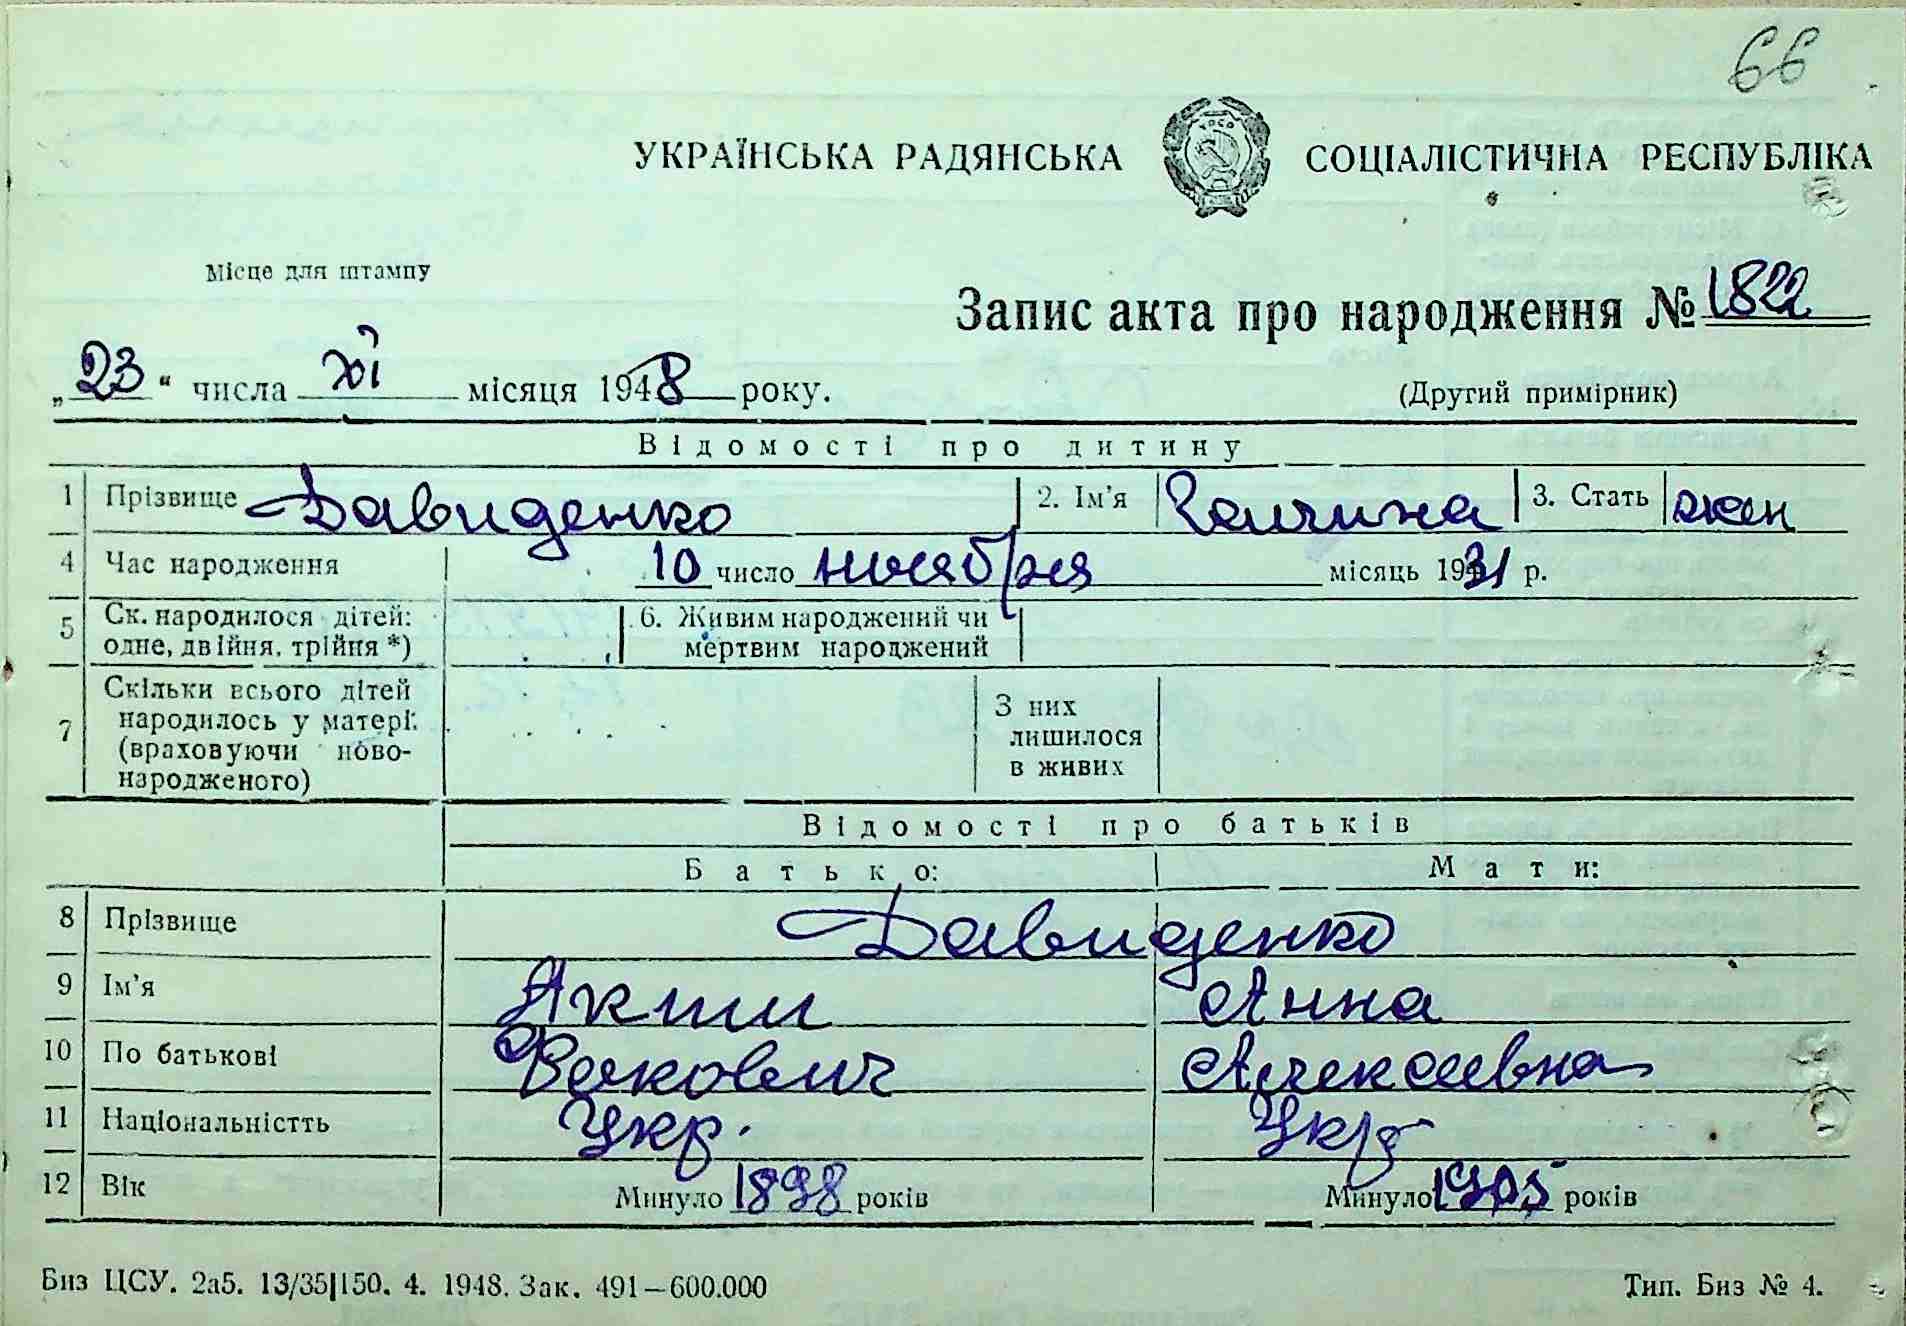 66
УКРАЇНСЬКА РАДЯНСЬКА СОЦІАЛІСТИЧНА РЕСПУБЛІКА
Місце для штампу
Запис акта про народження № 1822
„23“ числа XI місяця 1948 року.
(Другий примірник)
Відомості про дитину
1 Прізвище Давиденко 2. Ім'я Галина 3. Стать жен
4 Час народження 10 число ноября місяць 1931 р.
5 Ск. народилося дітей: одне, двійня, трійня *) 6. Живим народжений чи мертвим народжений
7 Скільки всього дітей народилось у матері: (враховуючи новонародженого) З них лишилося в живих
Відомості про батьків
Батько: Мати:
8 Прізвище Давиденко
9 Ім'я Аким Анна
10 По батькові Яковлевич Алексеевна
11 Національністть Укр. Укр
12 Вік Минуло 1898 років Минуло 1905 років
Биз ЦСУ. 2а5. 13/35|150. 4. 1948. Зак. 491—600.000 Тип. Биз № 4.